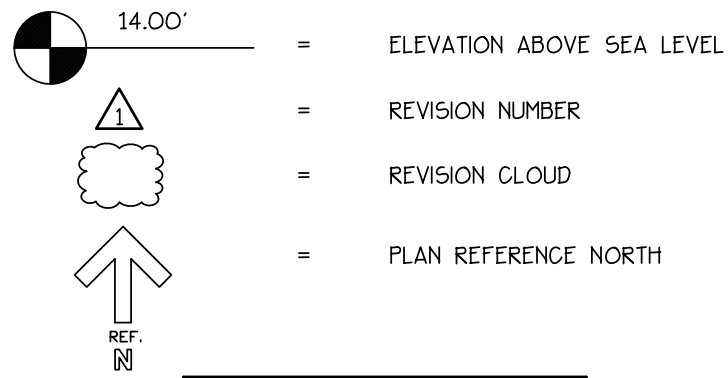 14.00' = ELEVATION ABOVE SEA LEVEL
1 = REVISION NUMBER
= REVISION CLOUD
= PLAN REFERENCE NORTH
REF.
N